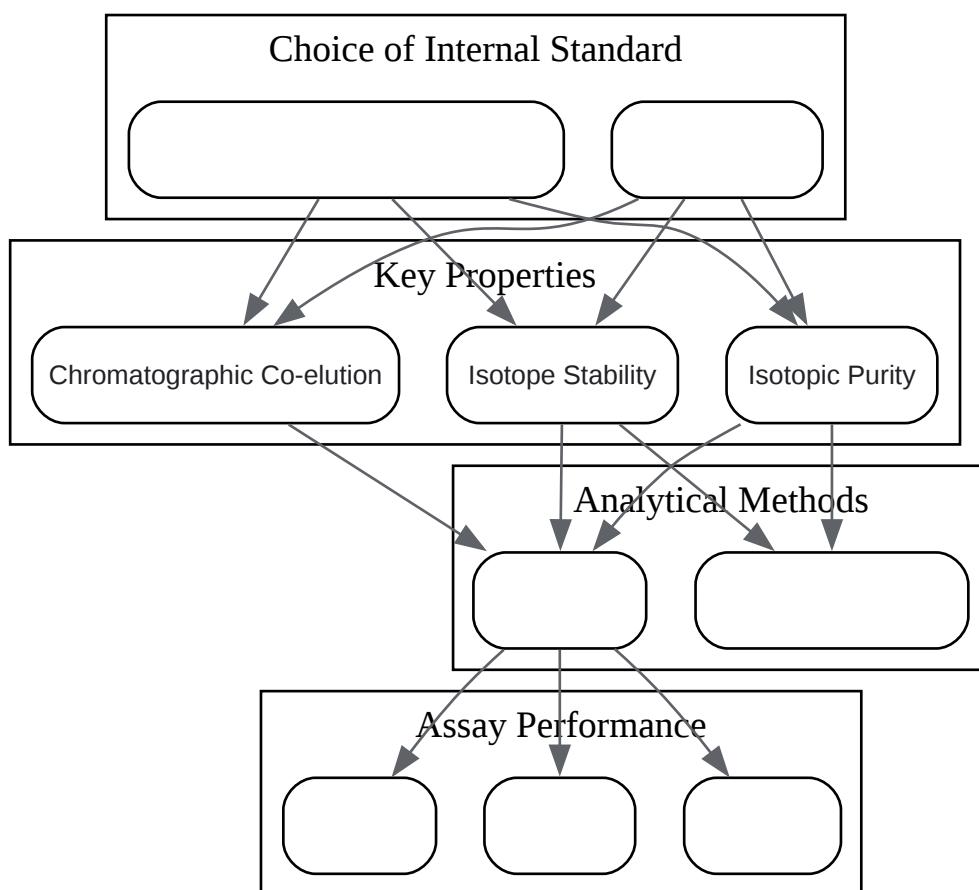 Choice of Internal Standard
Key Properties
Chromatographic Co-elution
Isotope Stability
Isotopic Purity
Analytical Methods
Assay Performance